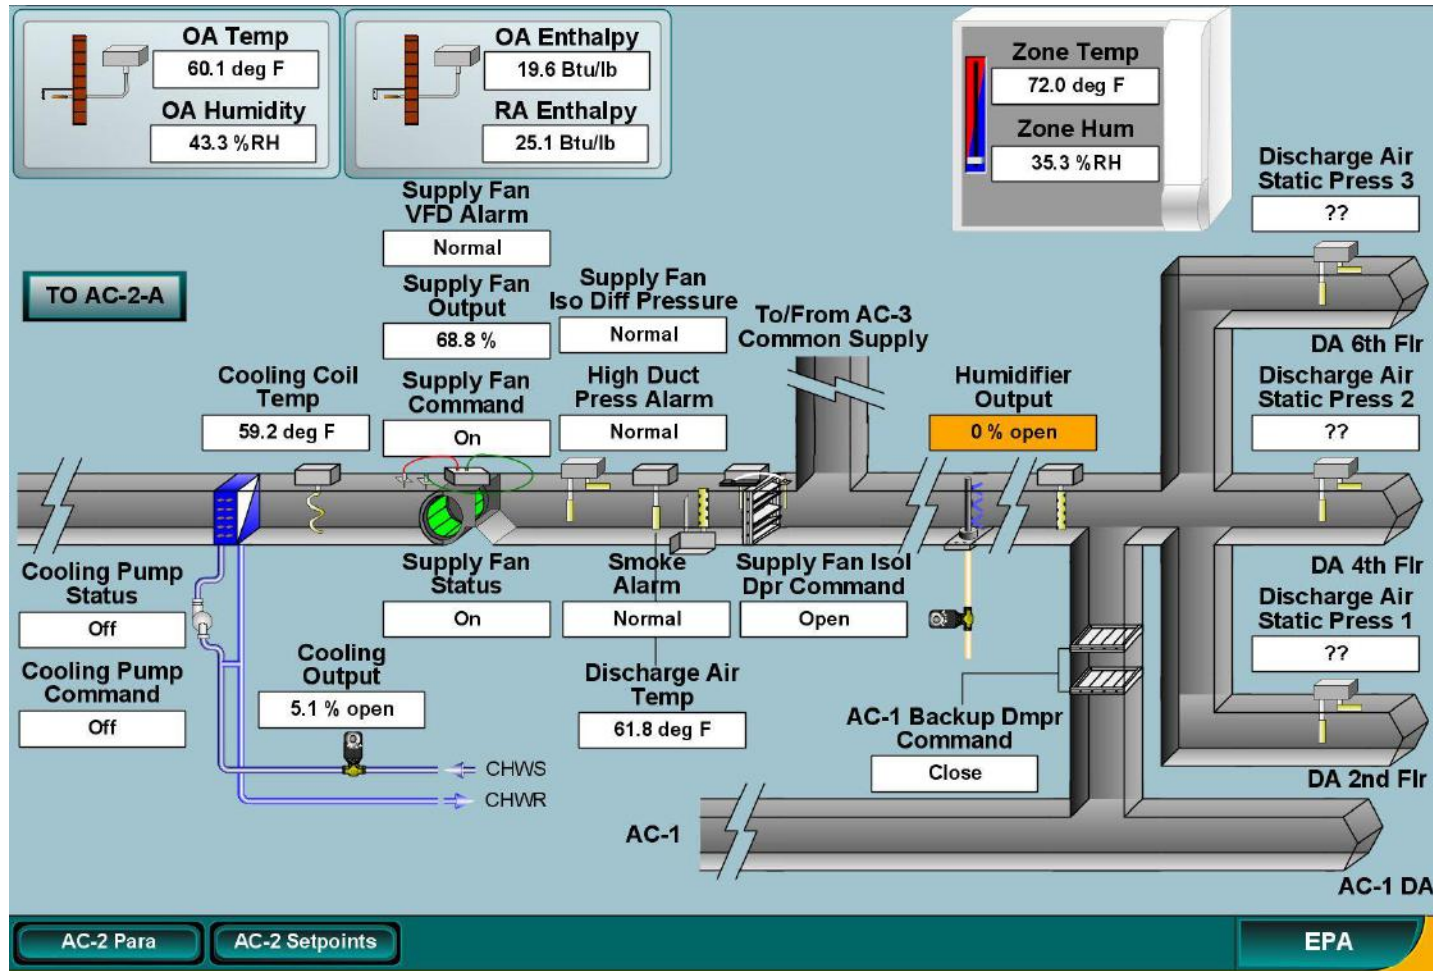 OA Temp
60.1 deg F
OA Humidity
43.3 %RH
OA Enthalpy
19.6 Btu/lb
RA Enthalpy
25.1 Btu/lb
Zone Temp
72.0 deg F
Zone Hum
35.3 %RH
Discharge Air
Static Press 3
??
Supply Fan
VFD Alarm
Normal
TO AC-2-A
Supply Fan
Output
68.8 %
Supply Fan
Iso Diff Pressure
Normal
To/From AC-3
Common Supply
DA 6th Flr
Cooling Coil
Temp
59.2 deg F
Supply Fan
Command
On
High Duct
Press Alarm
Normal
Humidifier
Output
0 % open
Discharge Air
Static Press 2
??
DA 4th Flr
Cooling Pump
Status
Off
Supply Fan
Status
On
Smoke
Alarm
Normal
Supply Fan Isol
Dpr Command
Open
Discharge Air
Static Press 1
??
Cooling Pump
Command
Off
Cooling
Output
5.1 % open
Discharge Air
Temp
61.8 deg F
AC-1 Backup Dmpr
Command
Close
CHWS
CHWR
DA 2nd Flr
AC-1
AC-1 DA
AC-2 Para
AC-2 Setpoints
EPA